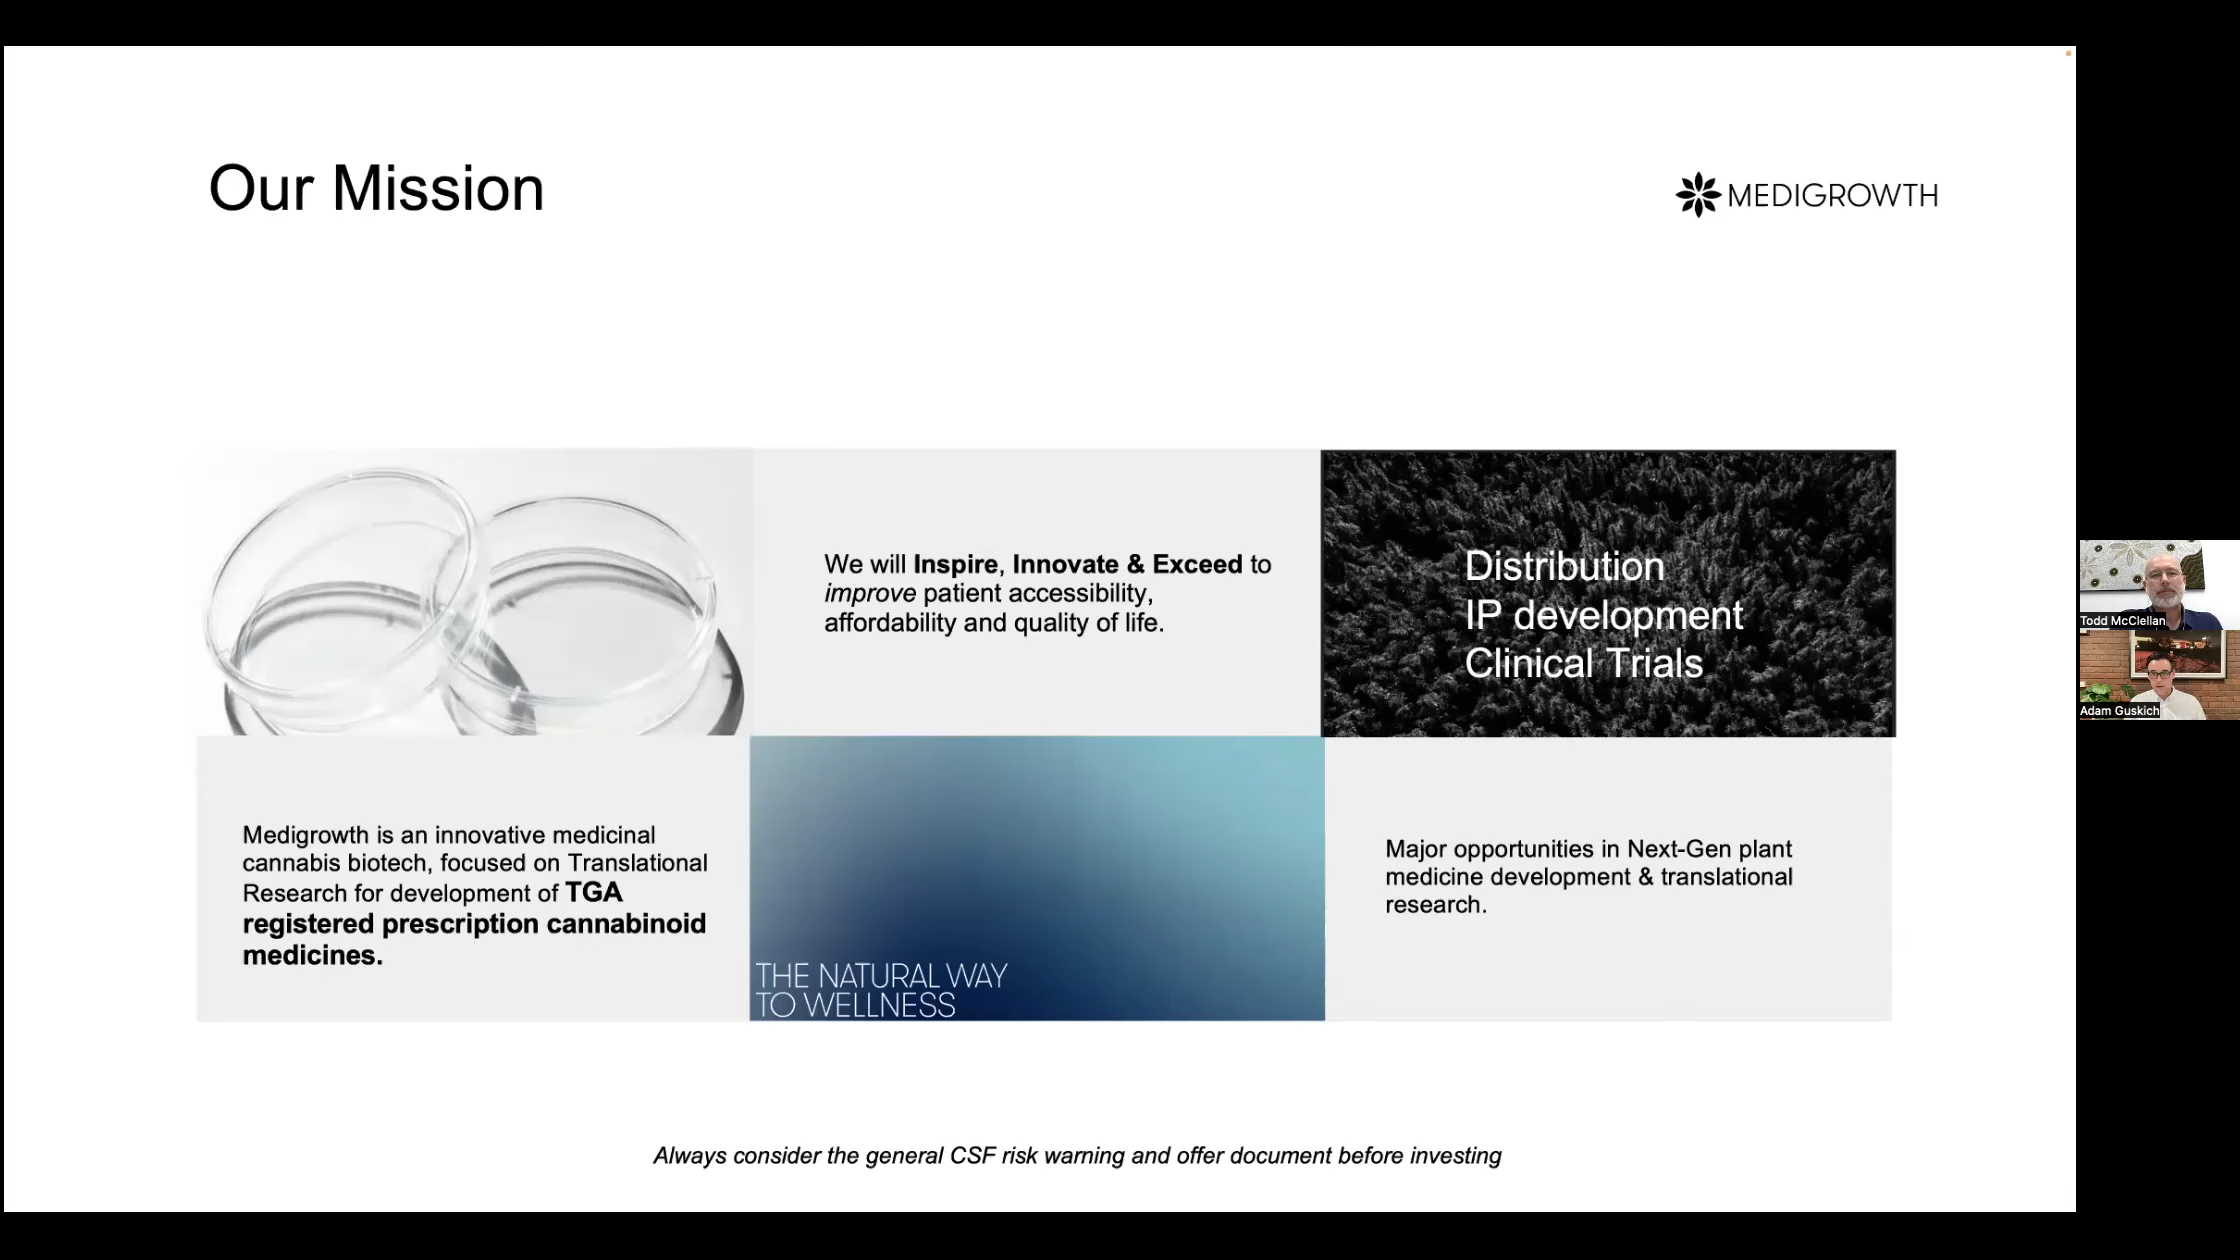 Our Mission
MEDIGROWTH
We will Inspire, Innovate & Exceed to
improve patient accessibility,
affordability and quality of life.
Distribution
IP development
Clinical Trials
Medigrowth is an innovative medicinal
cannabis biotech, focused on Translational
Research for development of TGA
registered prescription cannabinoid
medicines.
THE NATURAL WAY
TO WELLNESS
Major opportunities in Next-Gen plant
medicine development & translational
research.
Always consider the general CSF risk warning and offer document before investing
Todd McClellan
Adam Guskich